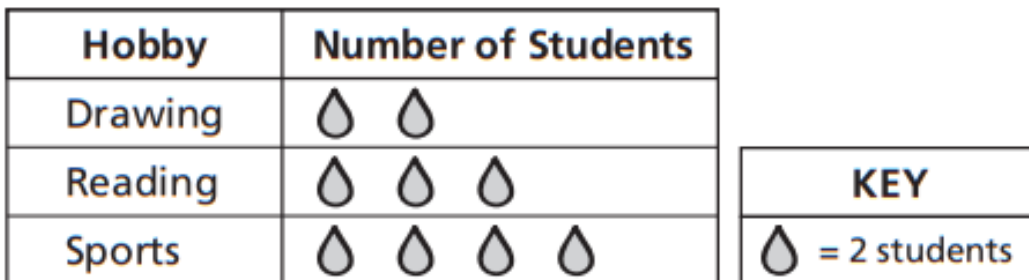 Hobby Number of Students
Drawing
Reading
Sports
KEY
= 2 students